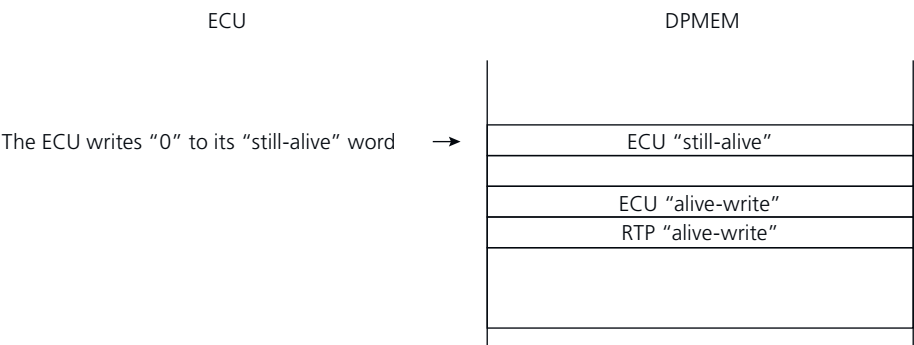 ECU DPMEM
The ECU writes “0” to its “still-alive” word ECU “still-alive”
ECU “alive-write”
RTP “alive-write”